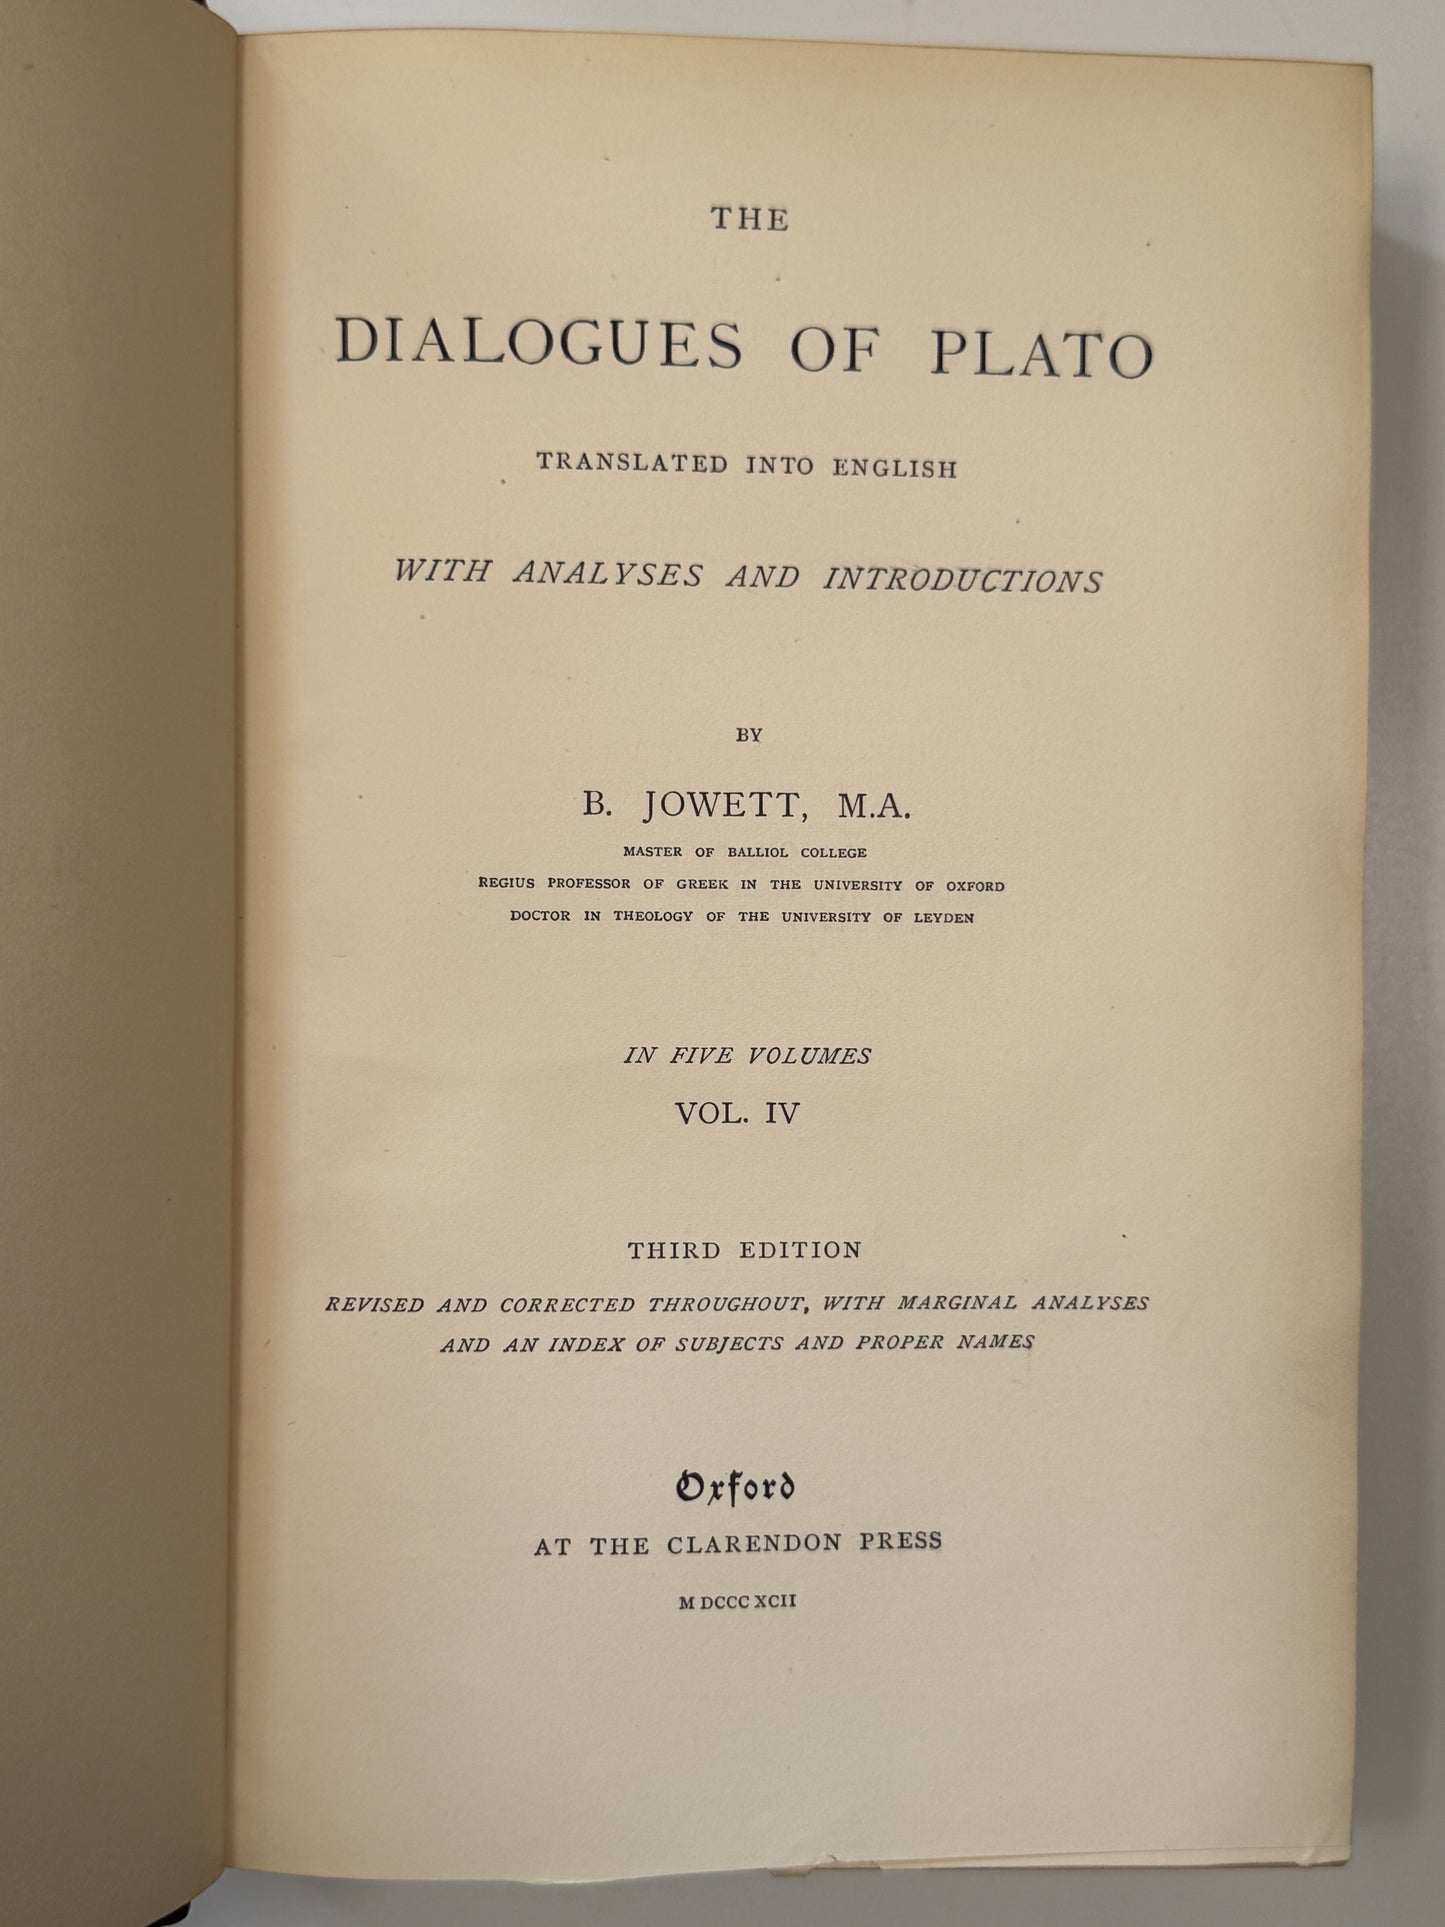 THE
DIALOGUES OF PLATO
TRANSLATED INTO ENGLISH
WITH ANALYSES AND INTRODUCTIONS
BY
B. JOWETT, M.A.
MASTER OF BALLIOL COLLEGE
REGIUS PROFESSOR OF GREEK IN THE UNIVERSITY OF OXFORD
DOCTOR IN THEOLOGY OF THE UNIVERSITY OF LEYDEN
IN FIVE VOLUMES
VOL. IV
THIRD EDITION
REVISED AND CORRECTED THROUGHOUT, WITH MARGINAL ANALYSES
AND AN INDEX OF SUBJECTS AND PROPER NAMES
Oxford
AT THE CLARENDON PRESS
M DCCC XCII